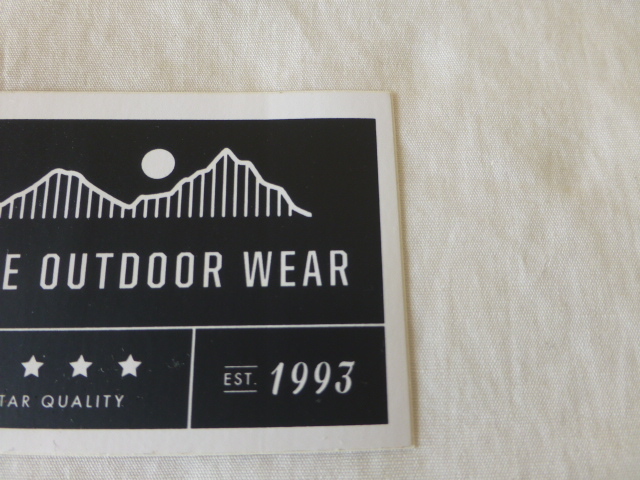 E OUTDOOR WEAR
TAR QUALITY
EST. 1993